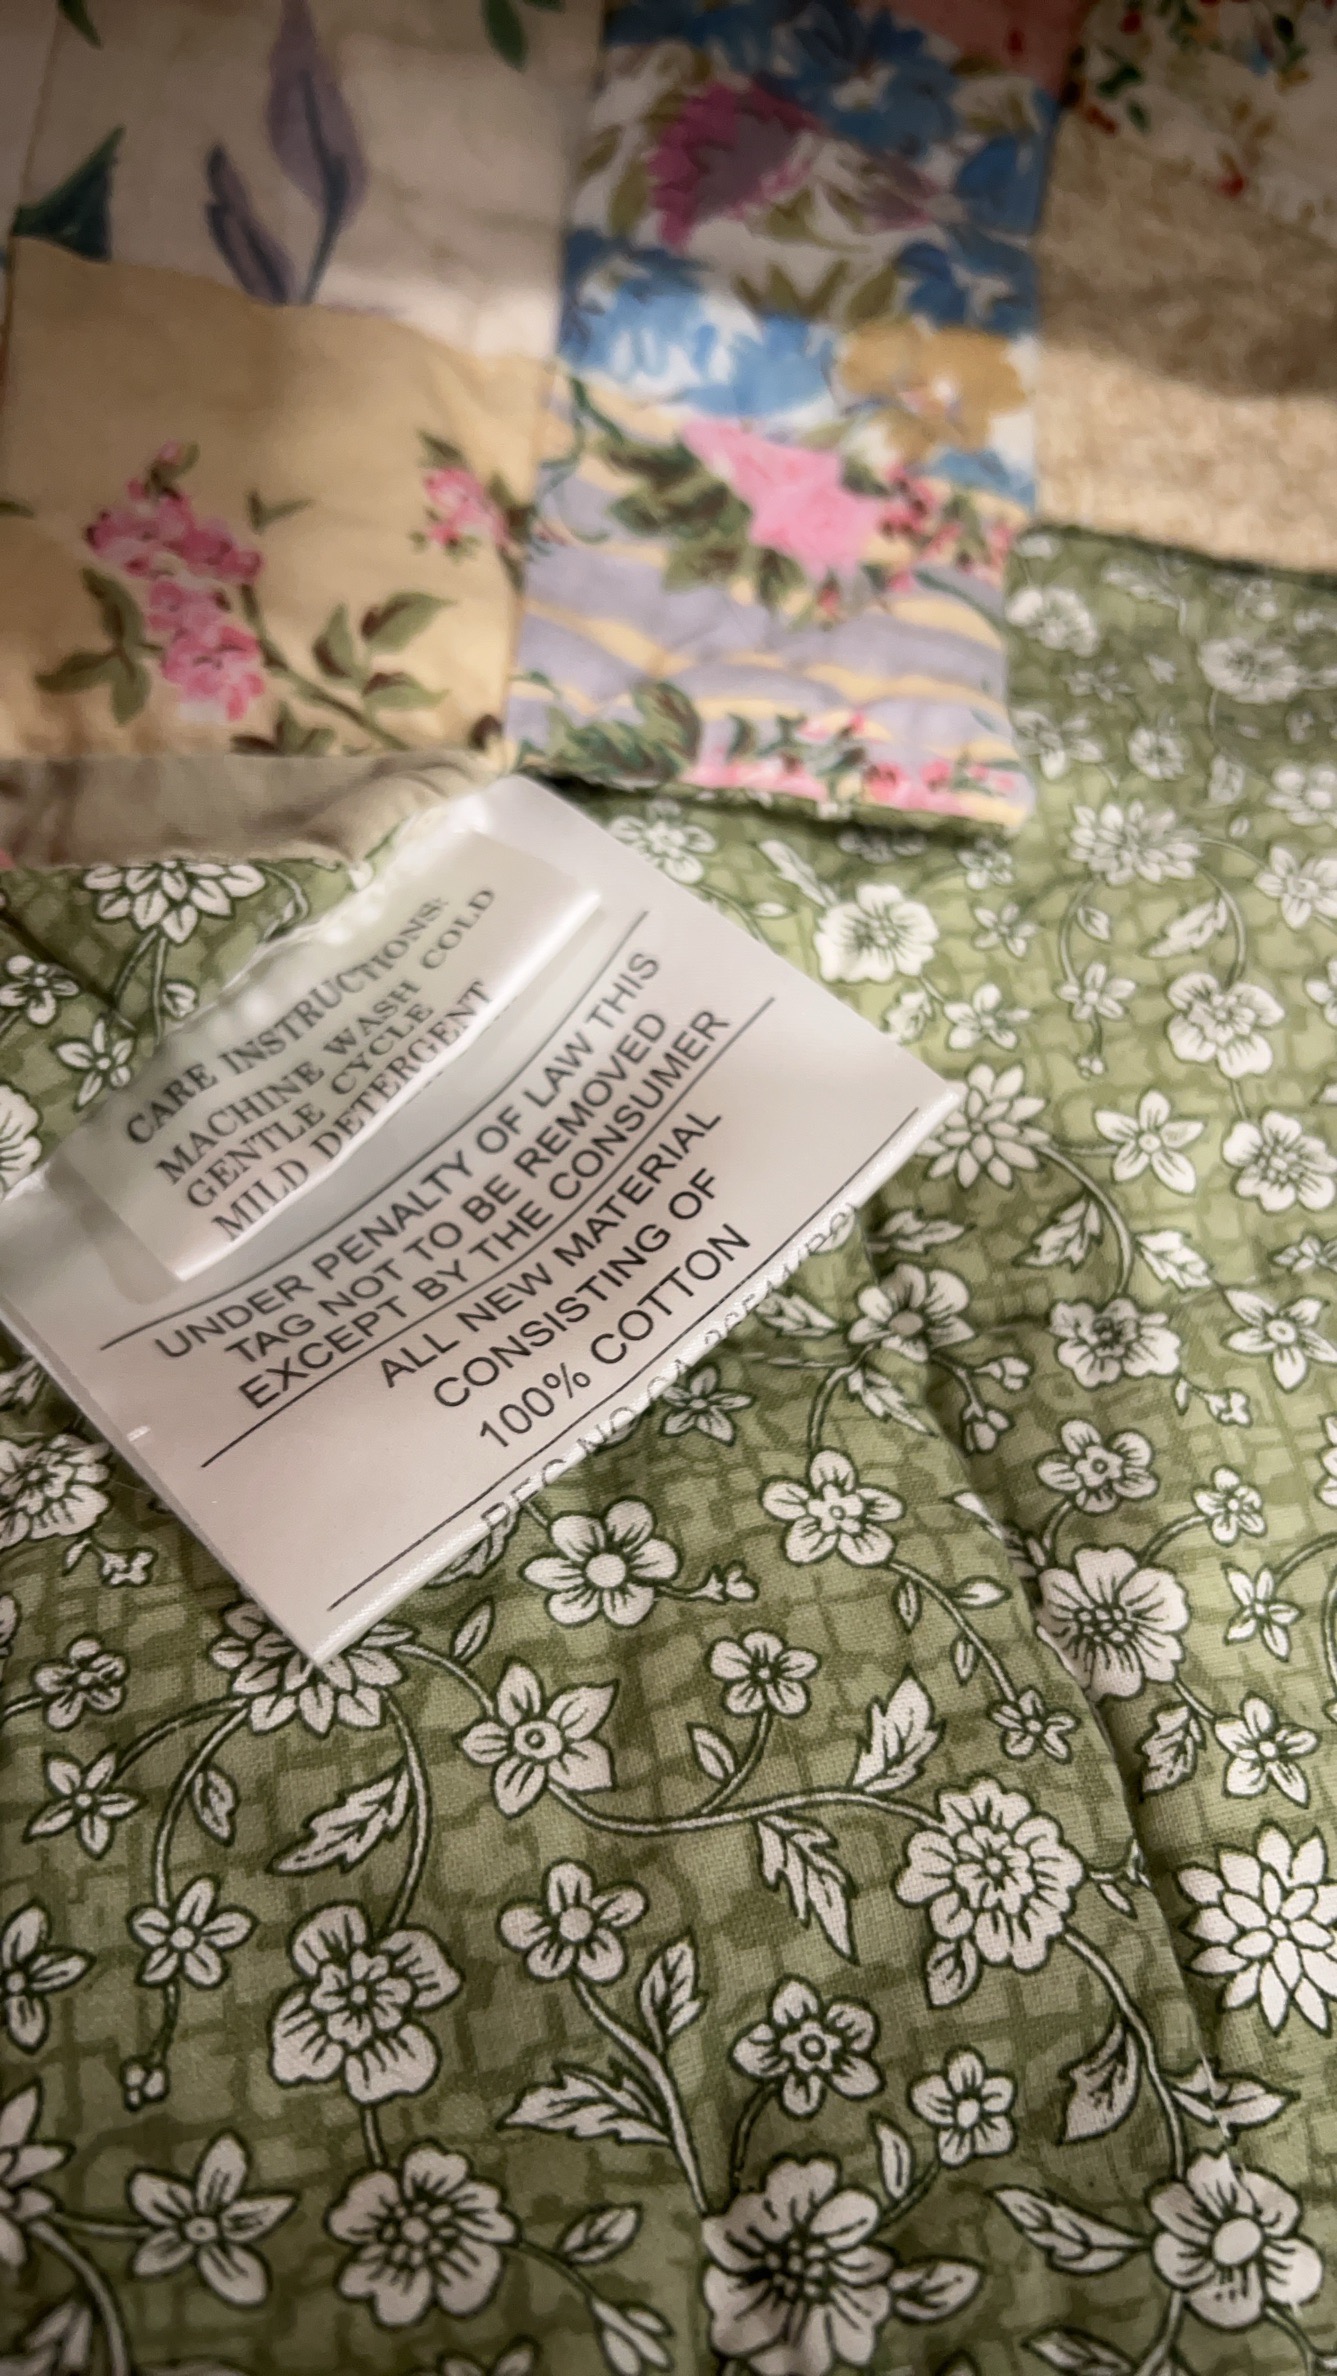 CARE INSTRUCTIONS:
MACHINE WASH COLD
GENTLE CYCLE
MILD DETERGENT
UNDER PENALTY OF LAW THIS
TAG NOT TO BE REMOVED
EXCEPT BY THE CONSUMER
ALL NEW MATERIAL
CONSISTING OF
100% COTTON